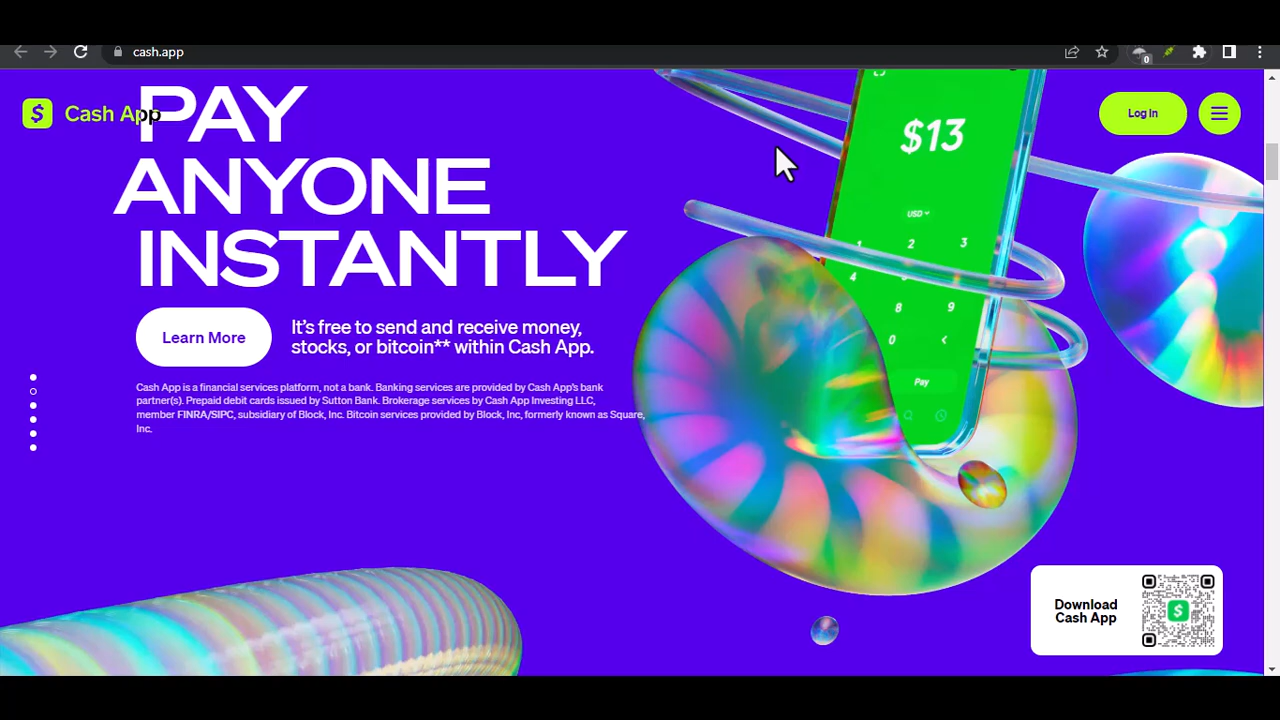 cash.app
0
Cash App
Log In
PAY
ANYONE
INSTANTLY
Learn More
It's free to send and receive money,
stocks, or bitcoin** within Cash App.
Cash App is a financial services platform, not a bank. Banking services are provided by Cash App's bank
partner(s). Prepaid debit cards issued by Sutton Bank. Brokerage services by Cash App Investing LLC,
member FINRA/SIPC, subsidiary of Block, Inc. Bitcoin services provided by Block, Inc, formerly known as Square,
Inc.
$13
USD
1 2 3
4
8 9
0 <
Pay
Download
Cash App